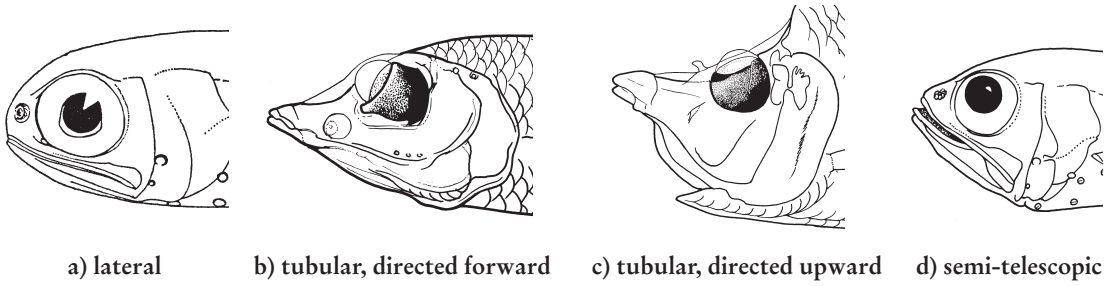 a) lateral
b) tubular, directed forward
c) tubular, directed upward
d) semi-telescopic